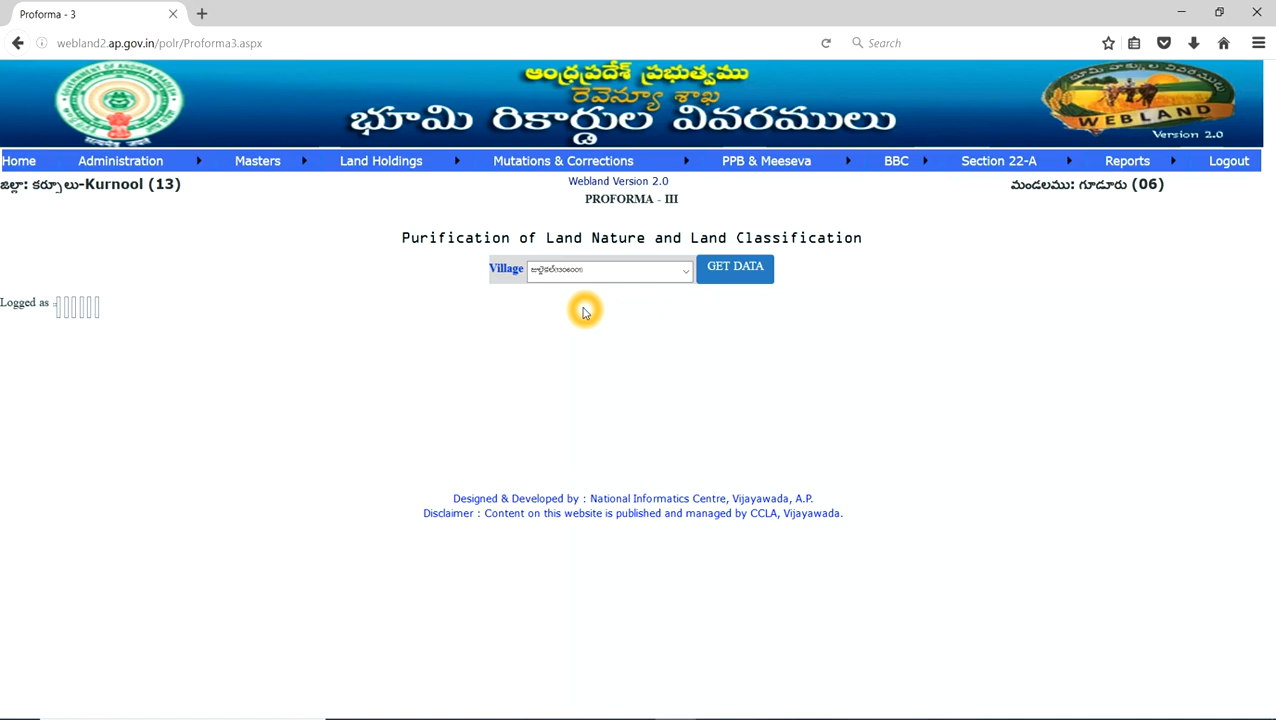 Proforma - 3
webland2.ap.gov.in/polr/Proforma3.aspx
Search
ఆంధ్రప్రదేశ్ ప్రభుత్వము
రెవెన్యూ శాఖ
భూమి రికార్డుల వివరములు
WEBLAND
Version 2.0
Home Administration Masters Land Holdings Mutations & Corrections PPB & Meeseva BBC Section 22-A Reports Logout
జిల్లా: కర్నూలు-Kurnool (13)
Webland Version 2.0
మండలము: గూడూరు (06)
PROFORMA - III
Purification of Land Nature and Land Classification
Village
GET DATA
Logged as -
Designed & Developed by : National Informatics Centre, Vijayawada, A.P.
Disclaimer : Content on this website is published and managed by CCLA, Vijayawada.